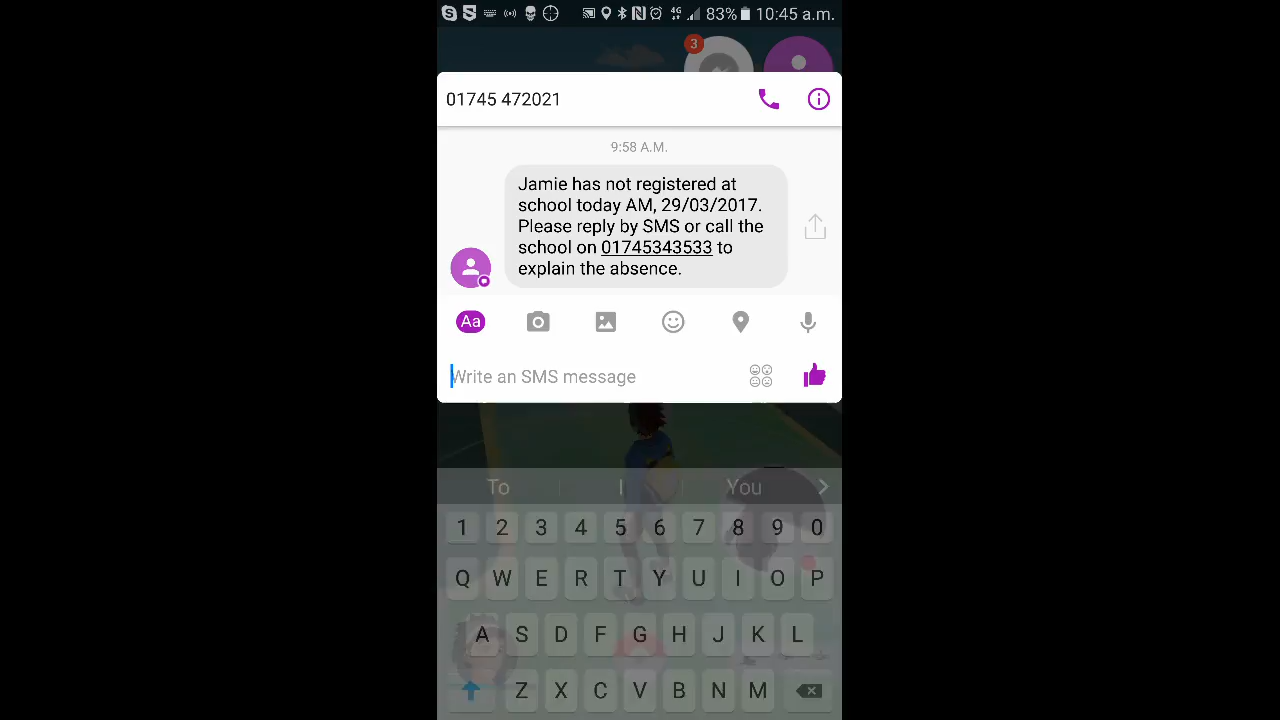 83% 10:45 a.m.
3
01745 472021
9:58 A.M.
Jamie has not registered at
school today AM, 29/03/2017.
Please reply by SMS or call the
school on 01745343533 to
explain the absence.
Aa
Write an SMS message
To I You
1 2 3 4 5 6 7 8 9 0
Q W E R T Y U I O P
A S D F G H J K L
Z X C V B N M